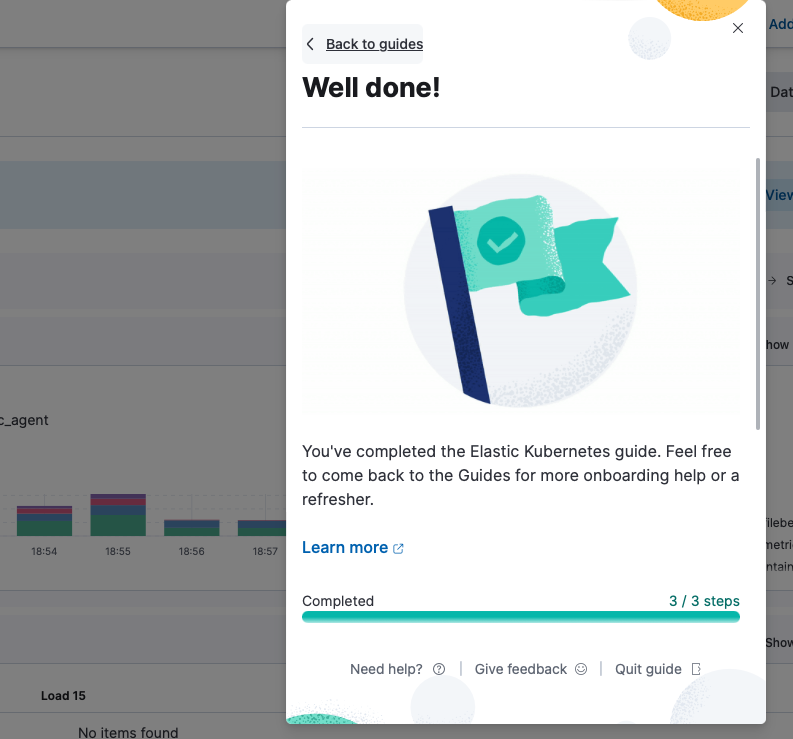 Back to guides
Well done!
You've completed the Elastic Kubernetes guide. Feel free
to come back to the Guides for more onboarding help or a
refresher.
Learn more
Completed
3 / 3 steps
Need help?
Give feedback
Quit guide
c_agent
18:54
18:55
18:56
18:57
Load 15
No items found
Add
Dat
View
S
how
ilebe
metri
ntain
Show